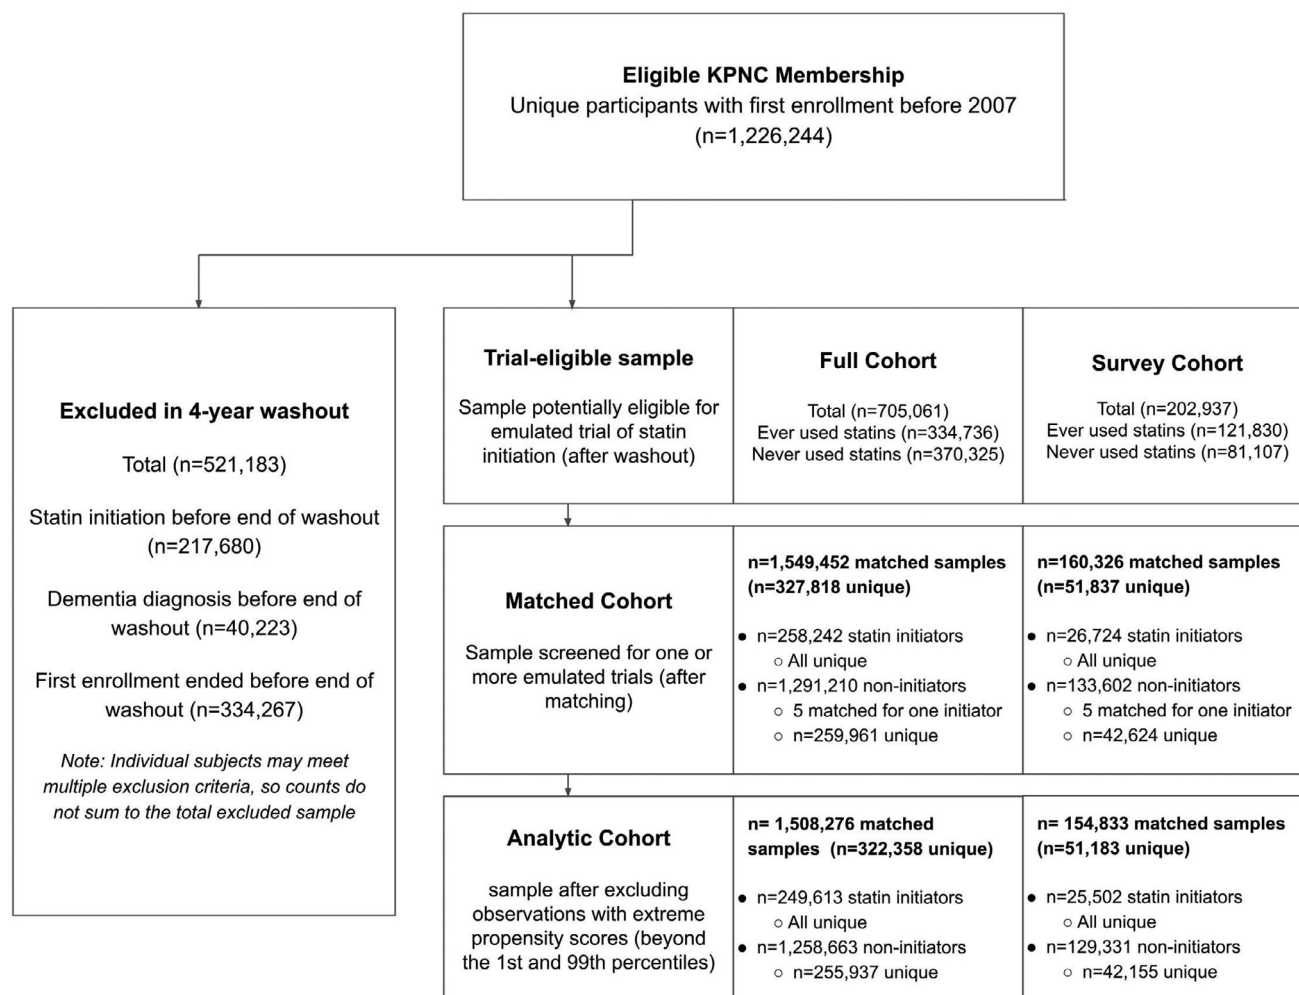 Eligible KPNC Membership
Unique participants with first enrollment before 2007
(n=1,226,244)
Excluded in 4-year washout
Total (n=521,183)
Statin initiation before end of washout
(n=217,680)
Dementia diagnosis before end of
washout (n=40,223)
First enrollment ended before end of
washout (n=334,267)
Note: Individual subjects may meet
multiple exclusion criteria, so counts do
not sum to the total excluded sample
Trial-eligible sample
Sample potentially eligible for
emulated trial of statin
initiation (after washout)
Full Cohort
Total (n=705,061)
Ever used statins (n=334,736)
Never used statins (n=370,325)
Survey Cohort
Total (n=202,937)
Ever used statins (n=121,830)
Never used statins (n=81,107)
Matched Cohort
Sample screened for one or
more emulated trials (after
matching)
n=1,549,452 matched samples
(n=327,818 unique)
● n=258,242 statin initiators
○ All unique
● n=1,291,210 non-initiators
○ 5 matched for one initiator
○ n=259,961 unique
n=160,326 matched samples
(n=51,837 unique)
● n=26,724 statin initiators
○ All unique
● n=133,602 non-initiators
○ 5 matched for one initiator
○ n=42,624 unique
Analytic Cohort
sample after excluding
observations with extreme
propensity scores (beyond
the 1st and 99th percentiles)
n= 1,508,276 matched
samples (n=322,358 unique)
● n=249,613 statin initiators
○ All unique
● n=1,258,663 non-initiators
○ n=255,937 unique
n= 154,833 matched samples
(n=51,183 unique)
● n=25,502 statin initiators
○ All unique
● n=129,331 non-initiators
○ n=42,155 unique